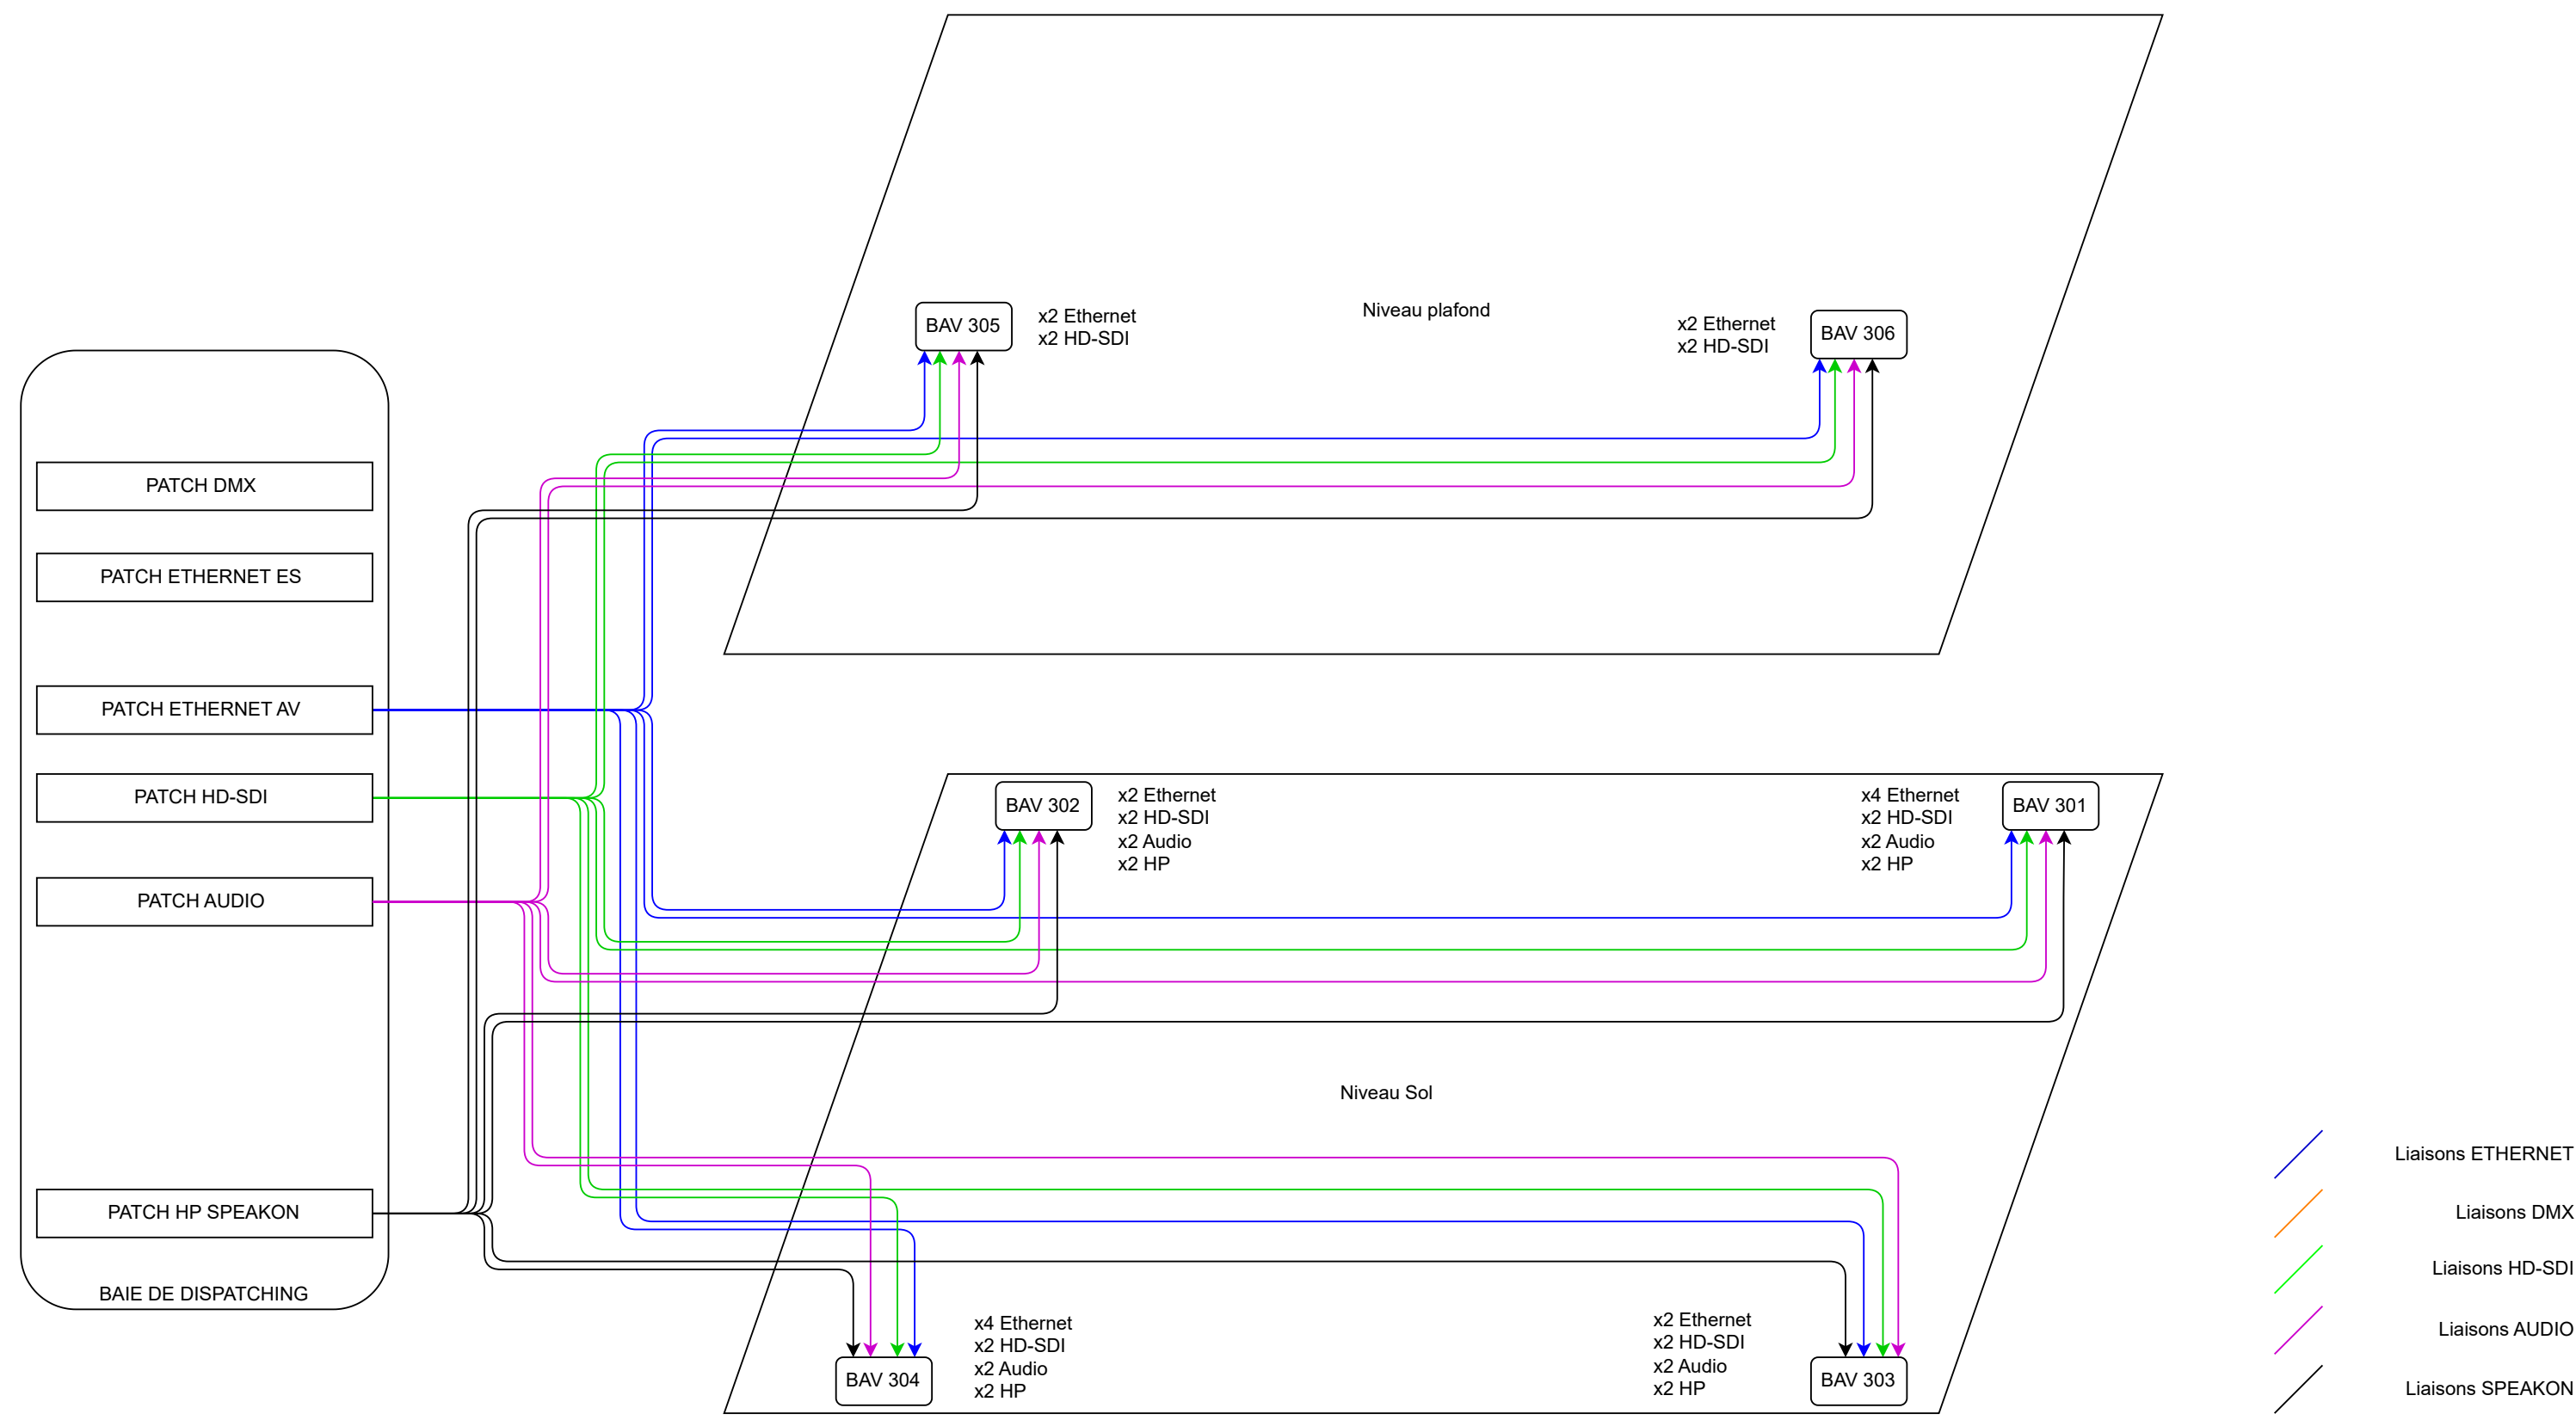 BAV 305
x2 Ethernet
x2 HD-SDI
Niveau plafond
x2 Ethernet
x2 HD-SDI
BAV 306
PATCH DMX
PATCH ETHERNET ES
PATCH ETHERNET AV
PATCH HD-SDI
PATCH AUDIO
PATCH HP SPEAKON
BAIE DE DISPATCHING
BAV 302
x2 Ethernet
x2 HD-SDI
x2 Audio
x2 HP
x4 Ethernet
x2 HD-SDI
x2 Audio
x2 HP
BAV 301
Niveau Sol
BAV 304
x4 Ethernet
x2 HD-SDI
x2 Audio
x2 HP
x2 Ethernet
x2 HD-SDI
x2 Audio
x2 HP
BAV 303
Liaisons ETHERNET
Liaisons DMX
Liaisons HD-SDI
Liaisons AUDIO
Liaisons SPEAKON